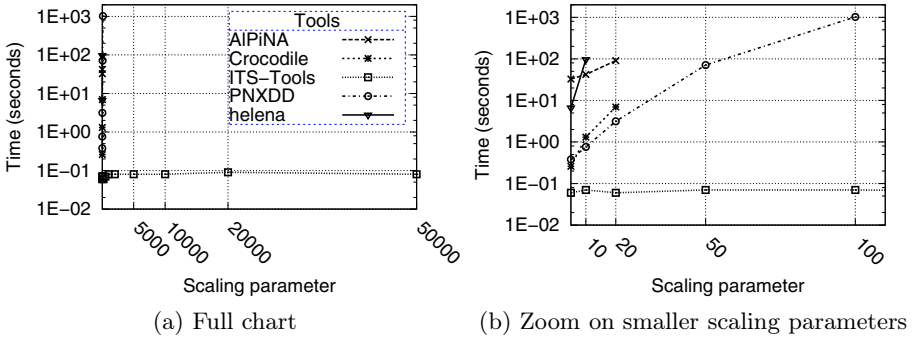 Time (seconds)
1E+03
1E+02
1E+01
1E+00
1E−01
1E−02
Tools
AlPiNA
Crocodile
ITS−Tools
PNXDD
helena
5000
10000
20000
50000
Scaling parameter
(a) Full chart
Time (seconds)
1E+03
1E+02
1E+01
1E+00
1E−01
1E−02
10
20
50
100
Scaling parameter
(b) Zoom on smaller scaling parameters